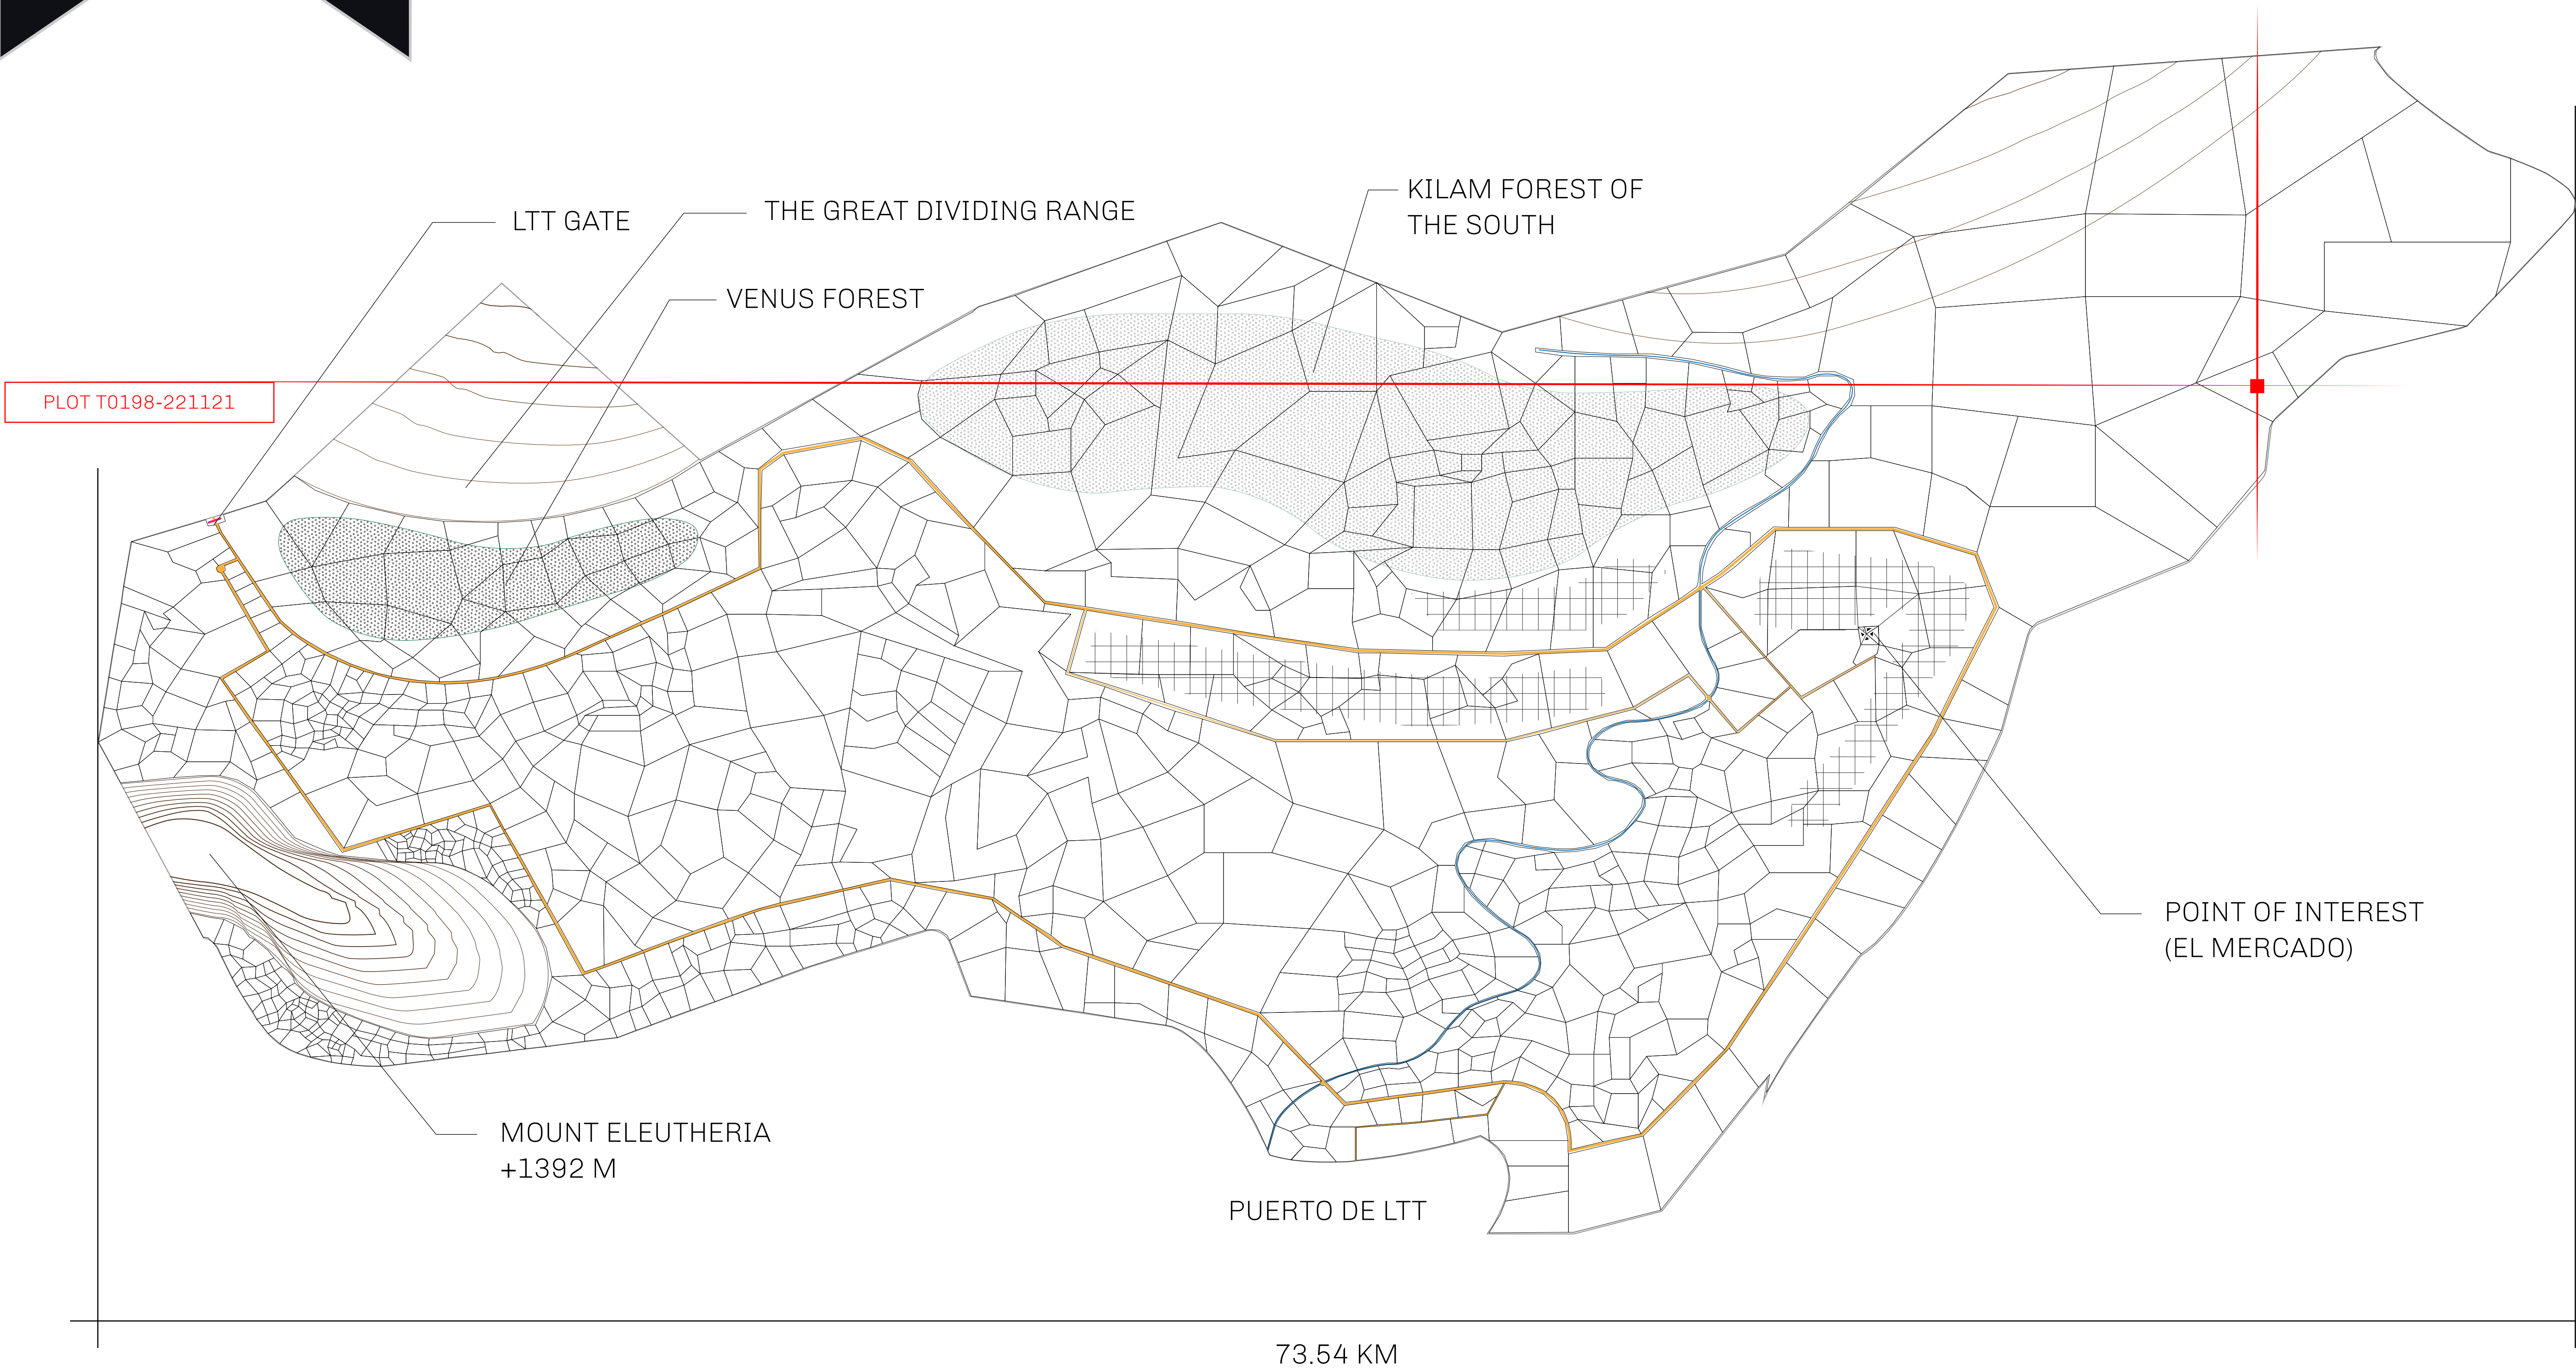 KILAM FOREST OF
THE SOUTH
THE GREAT DIVIDING RANGE
LTT GATE
VENUS FOREST
PLOT T0198-221121
POINT OF INTEREST
(EL MERCADO)
MOUNT ELEUTHERIA
+1392 M
PUERTO DE LTT
73.54 KM